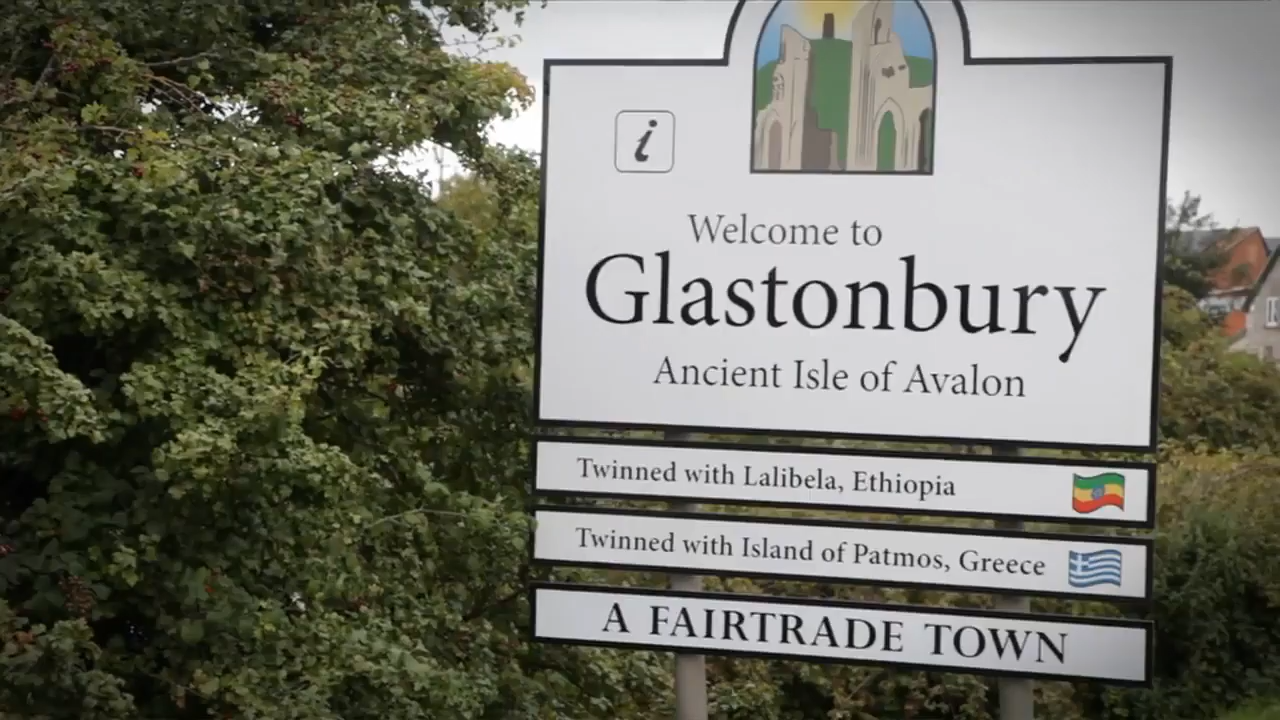 i
Welcome to
Glastonbury
Ancient Isle of Avalon
Twinned with Lalibela, Ethiopia
Twinned with Island of Patmos, Greece
A FAIRTRADE TOWN